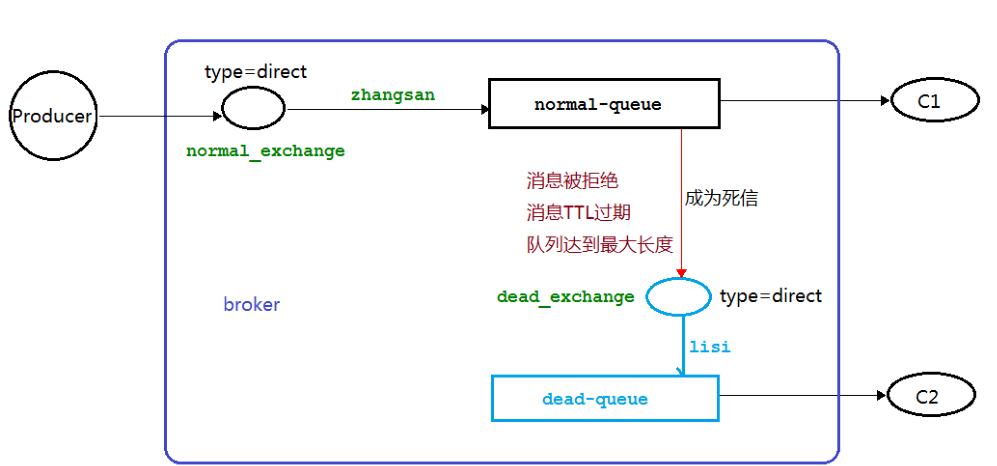 type=direct
Producer
zhangsan
normal-queue
C1
normal_exchange
消息被拒绝
消息TTL过期
队列达到最大长度
成为死信
broker
dead_exchange
type=direct
lisi
dead-queue
C2